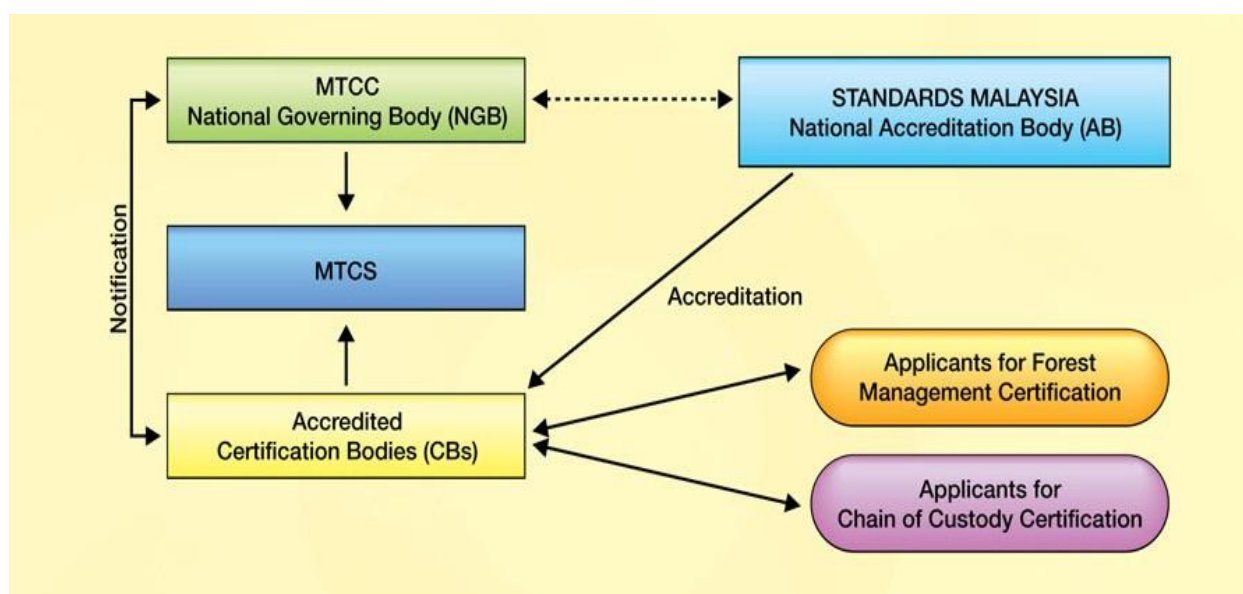 MTCC
National Governing Body (NGB)
STANDARDS MALAYSIA
National Accreditation Body (AB)
Notification
MTCS
Accreditation
Applicants for Forest
Management Certification
Accredited
Certification Bodies (CBs)
Applicants for
Chain of Custody Certification